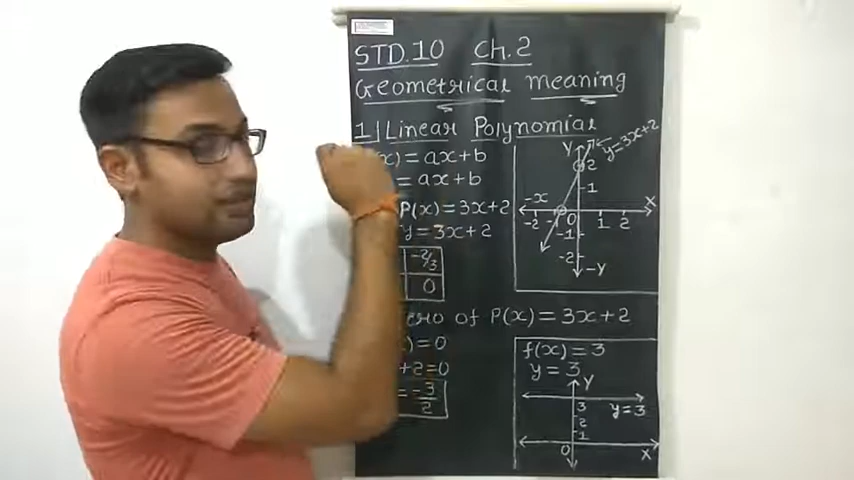 STD.10 Ch.2
Geometrical meaning
1 Linear Polynomial
x) = ax+b
= ax+b
P(x) = 3x+2
y = 3x+2
-2/3
0
ero of P(x) = 3x+2
) = 0
+2=0
= -3/2
Y
y=3x+2
2
1
-x
X
-2
0
1
2
-1
-2
-Y
f(x) = 3
y = 3
Y
3
y=3
2
1
0
X